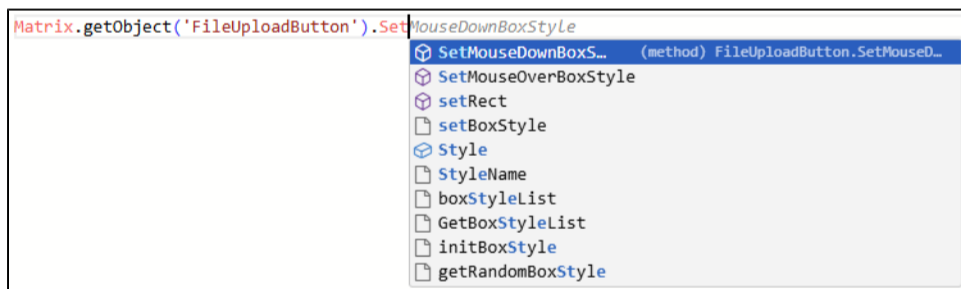 Matrix.getObject('FileUploadButton').SetMouseDownBoxStyle
SetMouseDownBoxS… (method) FileUploadButton.SetMouseD…
SetMouseOverBoxStyle
setRect
setBoxStyle
Style
StyleName
boxStyleList
GetBoxStyleList
initBoxStyle
getRandomBoxStyle